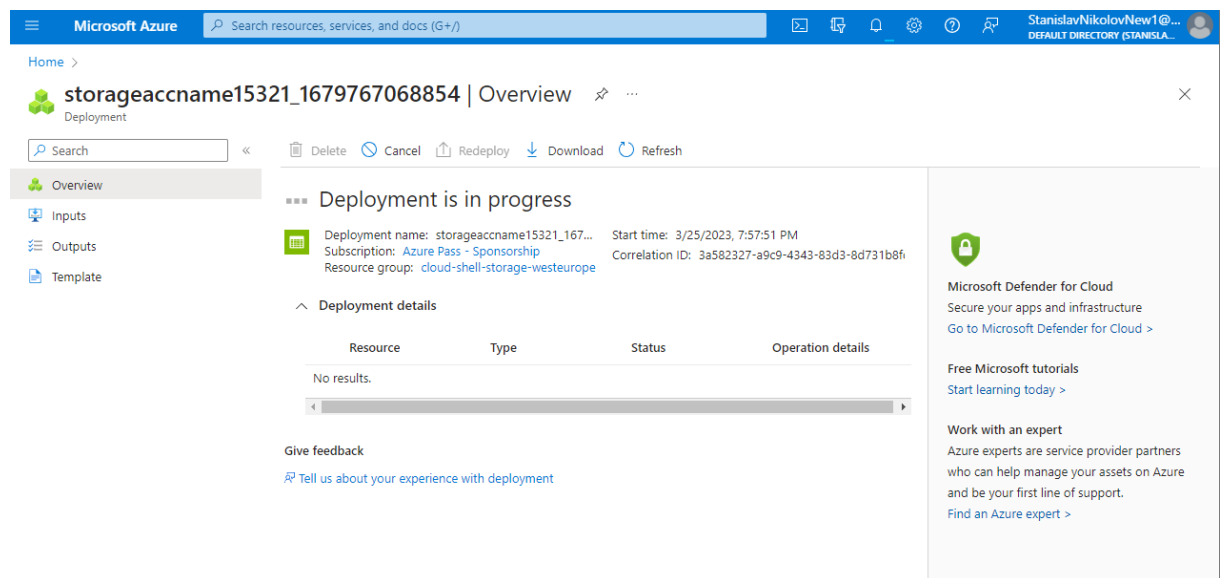 Microsoft Azure
Search resources, services, and docs (G+/)
StanislavNikolovNew1@...
DEFAULT DIRECTORY (STANISLA...
Home >
storageaccname15321_1679767068854 | Overview
Deployment
Search
Delete Cancel Redeploy Download Refresh
Overview
Inputs
Outputs
Template
Deployment is in progress
Deployment name: storageaccname15321_167...
Subscription: Azure Pass - Sponsorship
Resource group: cloud-shell-storage-westeurope
Start time: 3/25/2023, 7:57:51 PM
Correlation ID: 3a582327-a9c9-4343-83d3-8d731b8f
Deployment details
Resource Type Status Operation details
No results.
Give feedback
Tell us about your experience with deployment
Microsoft Defender for Cloud
Secure your apps and infrastructure
Go to Microsoft Defender for Cloud >
Free Microsoft tutorials
Start learning today >
Work with an expert
Azure experts are service provider partners
who can help manage your assets on Azure
and be your first line of support.
Find an Azure expert >